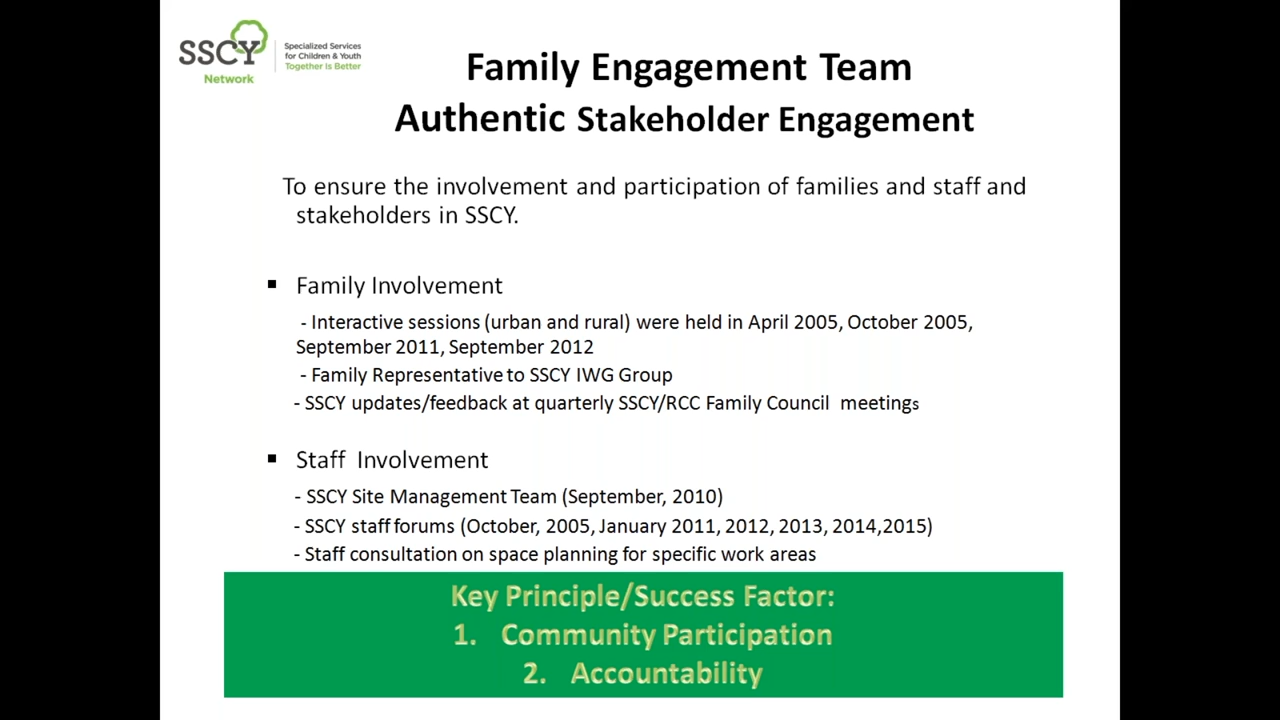 SSCY
Network
Specialized Services
for Children & Youth
Together Is Better
Family Engagement Team
Authentic Stakeholder Engagement
To ensure the involvement and participation of families and staff and
stakeholders in SSCY.
▪ Family Involvement
- Interactive sessions (urban and rural) were held in April 2005, October 2005,
September 2011, September 2012
- Family Representative to SSCY IWG Group
- SSCY updates/feedback at quarterly SSCY/RCC Family Council meetings
▪ Staff Involvement
- SSCY Site Management Team (September, 2010)
- SSCY staff forums (October, 2005, January 2011, 2012, 2013, 2014,2015)
- Staff consultation on space planning for specific work areas
Key Principle/Success Factor:
1. Community Participation
2. Accountability